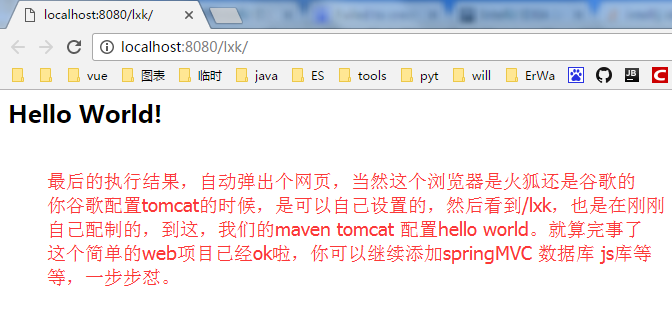 localhost:8080/lxk/
localhost:8080/lxk/
vue 图表 临时 java ES tools pyt will ErWa
Hello World!
最后的执行结果，自动弹出个网页，当然这个浏览器是火狐还是谷歌的
你谷歌配置tomcat的时候，是可以自己设置的，然后看到/lxk，也是在刚刚
自己配制的，到这，我们的maven tomcat 配置hello world。就算完事了
这个简单的web项目已经ok啦，你可以继续添加springMVC 数据库 js库等
等，一步步怼。